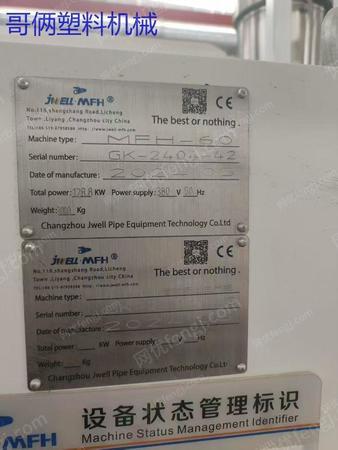 哥俩塑料机械
JWELL-MFH®
No.118,shangshang Road,Licheng
Town,Liyang,Changzhou city China
The best or nothing.
Machine type: MFH-60
Serial number:
Date of manufacture:
Total power: 128.8 KW Power supply: 380 V 50 Hz
Weight: Kg
Changzhou Jwell Pipe Equipment Technology Co.Ltd
JWELL-MFH®
No.118,shangshang Road,Licheng
Town,Liyang,Changzhou city China
The best or nothing.
Machine type:
Serial number:
Date of manufacture:
Total power: KW Power supply: V Hz
Weight: Kg
Changzhou Jwell Pipe Equipment Technology Co.Ltd
MFH
设备状态管理标识
Machine Status Management Identifier